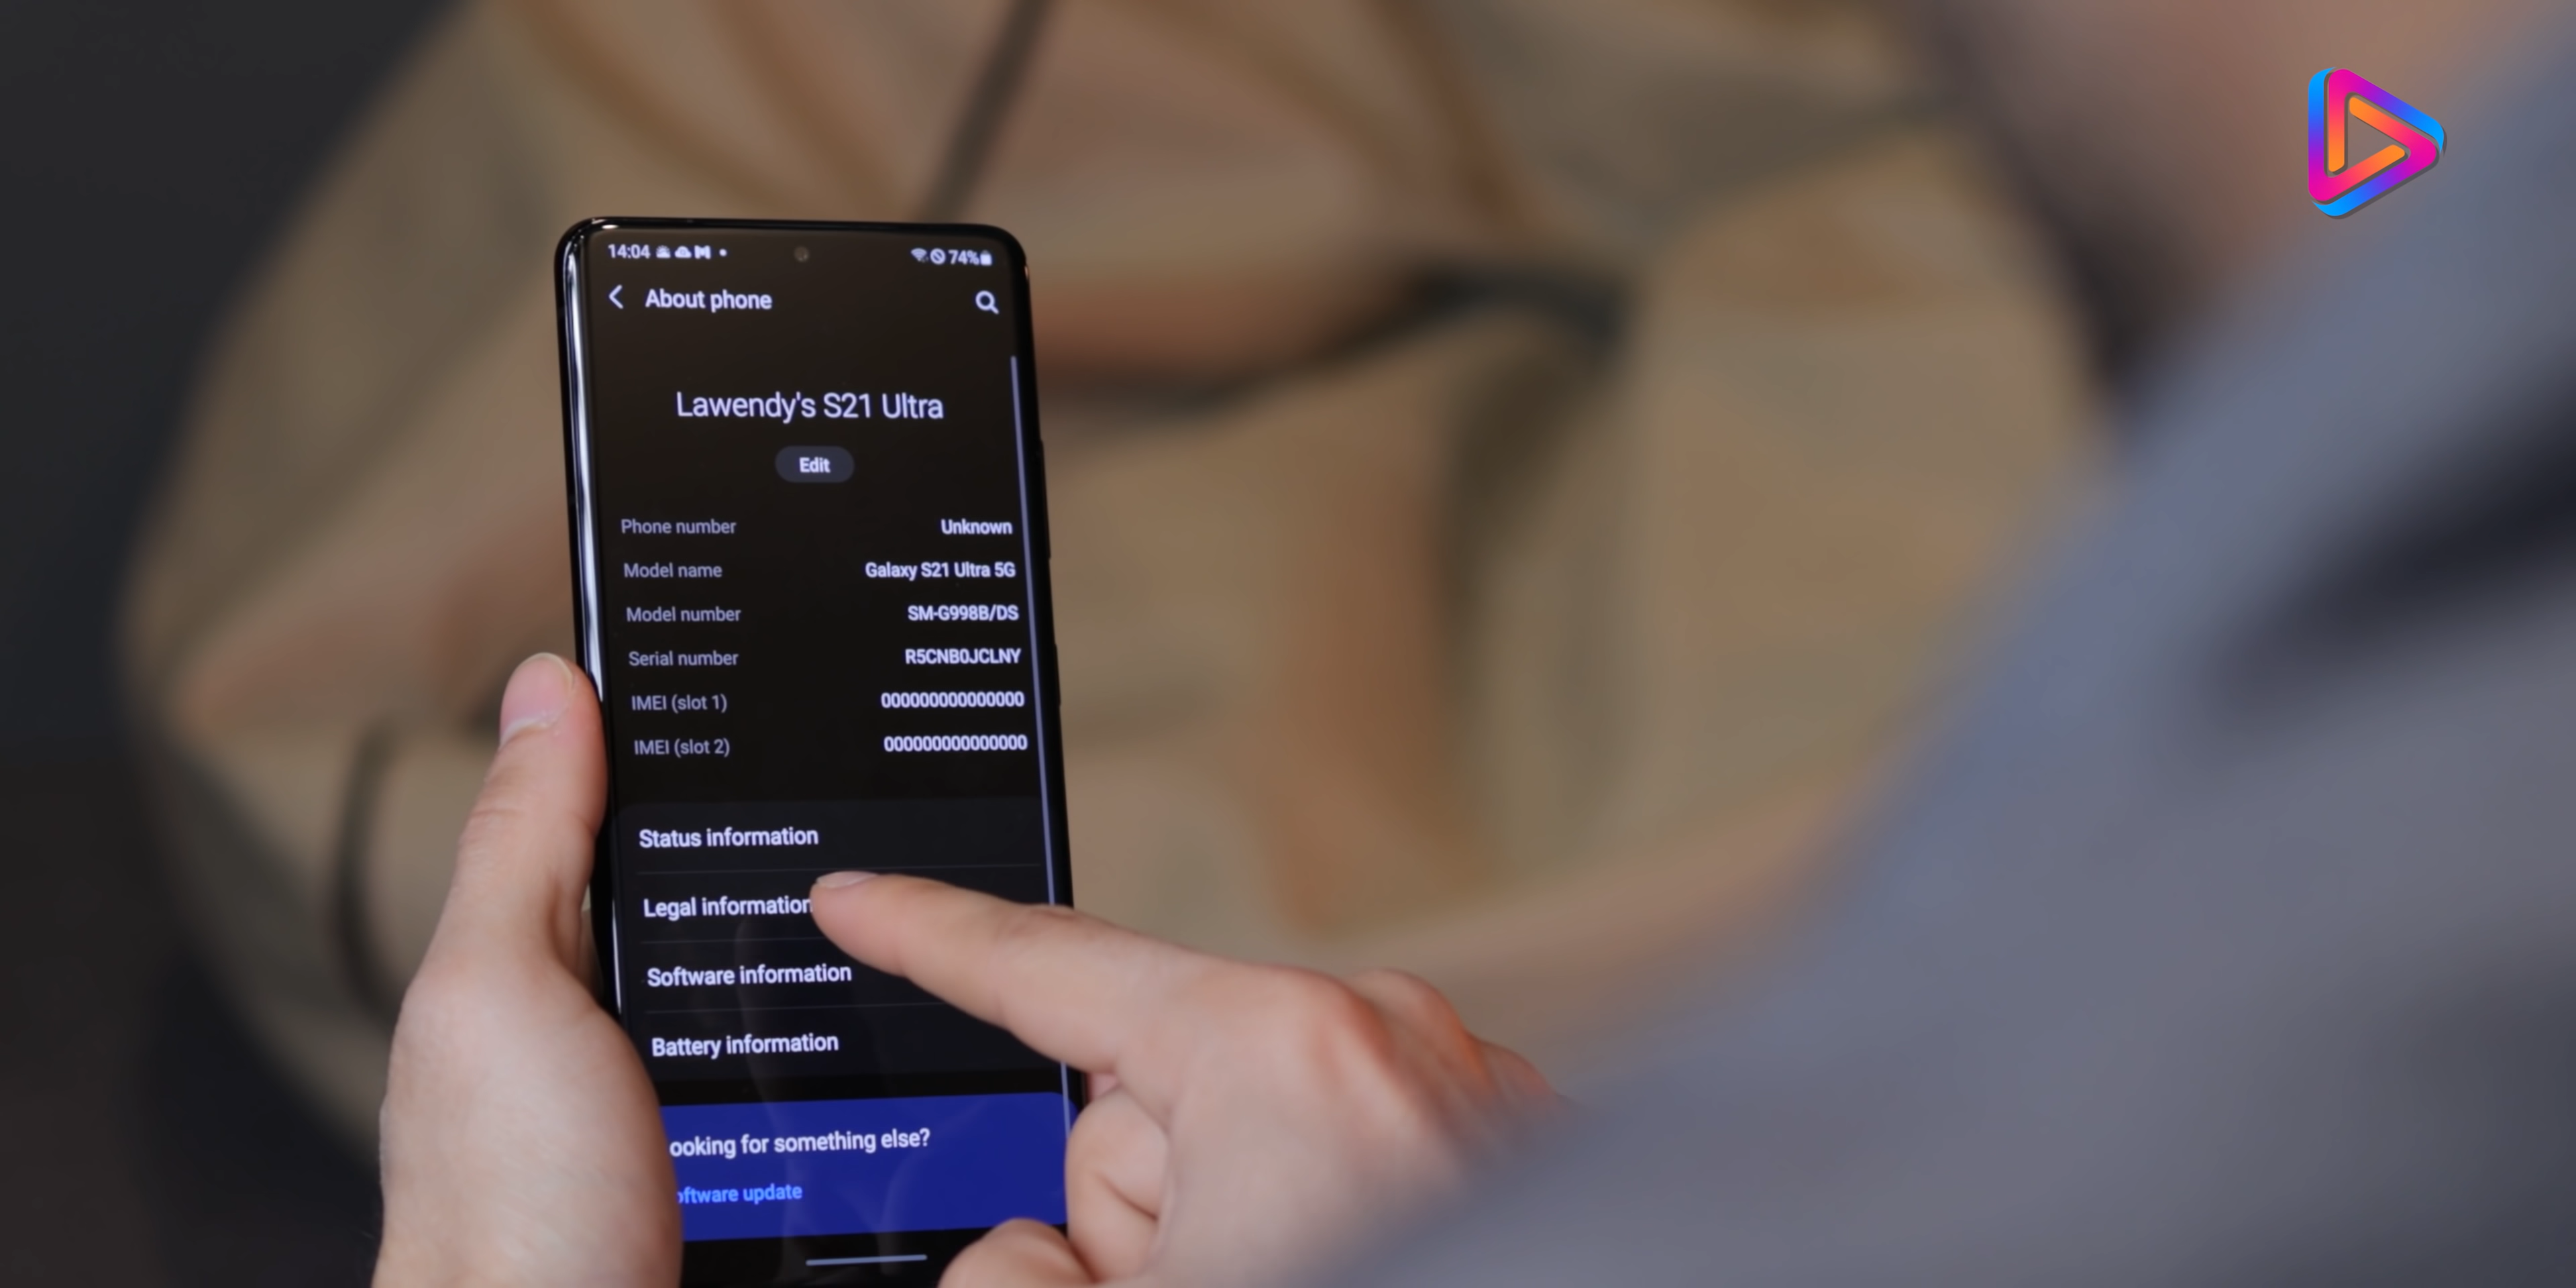 14:04
74%
About phone
Lawendy's S21 Ultra
Edit
Phone number Unknown
Model name Galaxy S21 Ultra 5G
Model number SM-G998B/DS
Serial number R5CNB0JCLNY
IMEI (slot 1) 000000000000000
IMEI (slot 2) 000000000000000
Status information
Legal information
Software information
Battery information
ooking for something else?
oftware update